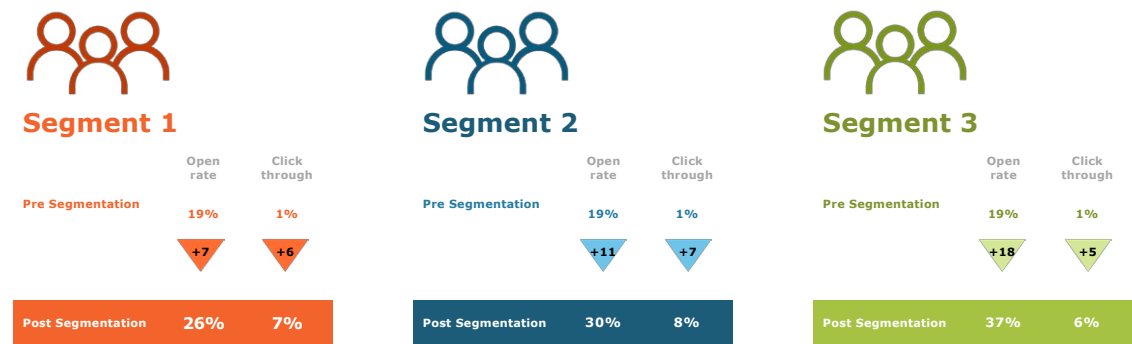 Segment 1
Open rate
Click through
Pre Segmentation
19%
1%
+7
+6
Post Segmentation
26%
7%
Segment 2
Open rate
Click through
Pre Segmentation
19%
1%
+11
+7
Post Segmentation
30%
8%
Segment 3
Open rate
Click through
Pre Segmentation
19%
1%
+18
+5
Post Segmentation
37%
6%